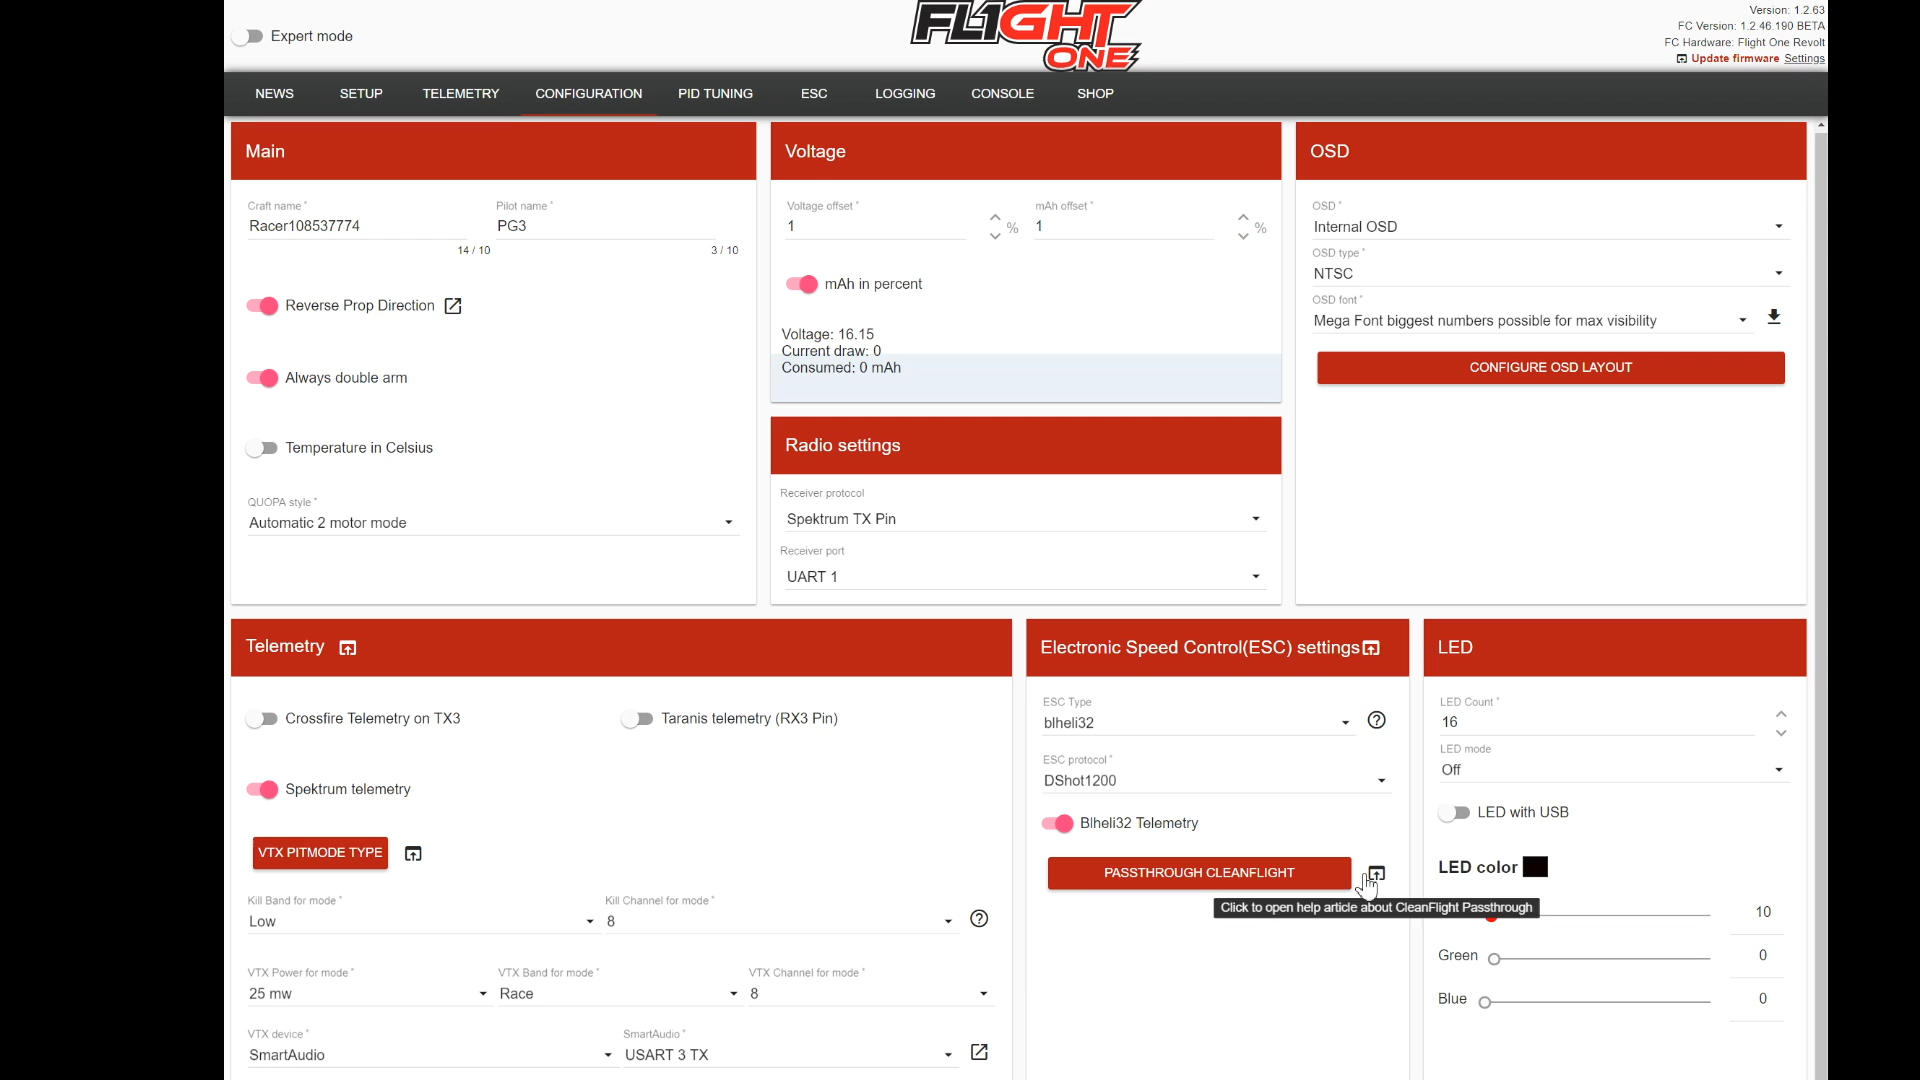 Expert mode
FL1GHT
ONE
Version: 1.2.63
FC Version: 1.2.46.190 BETA
FC Hardware: Flight One Revolt
Update firmware Settings
NEWS SETUP TELEMETRY CONFIGURATION PID TUNING ESC LOGGING CONSOLE SHOP
Main
Craft name *
Racer108537774
14 / 10
Pilot name *
PG3
3 / 10
Reverse Prop Direction
Always double arm
Temperature in Celsius
QUOPA style *
Automatic 2 motor mode
Voltage
Voltage offset *
1 %
mAh offset *
1 %
mAh in percent
Voltage: 16.15
Current draw: 0
Consumed: 0 mAh
Radio settings
Receiver protocol
Spektrum TX Pin
Receiver port
UART 1
OSD
OSD *
Internal OSD
OSD type *
NTSC
OSD font *
Mega Font biggest numbers possible for max visibility
CONFIGURE OSD LAYOUT
Telemetry
Crossfire Telemetry on TX3
Taranis telemetry (RX3 Pin)
Spektrum telemetry
VTX PITMODE TYPE
Kill Band for mode *
Low
Kill Channel for mode *
8
VTX Power for mode *
25 mw
VTX Band for mode *
Race
VTX Channel for mode *
8
VTX device *
SmartAudio
SmartAudio *
USART 3 TX
Electronic Speed Control(ESC) settings
ESC Type
blheli32
ESC protocol *
DShot1200
Blheli32 Telemetry
PASSTHROUGH CLEANFLIGHT
Click to open help article about CleanFlight Passthrough
LED
LED Count *
16
LED mode
Off
LED with USB
LED color
10
Green 0
Blue 0